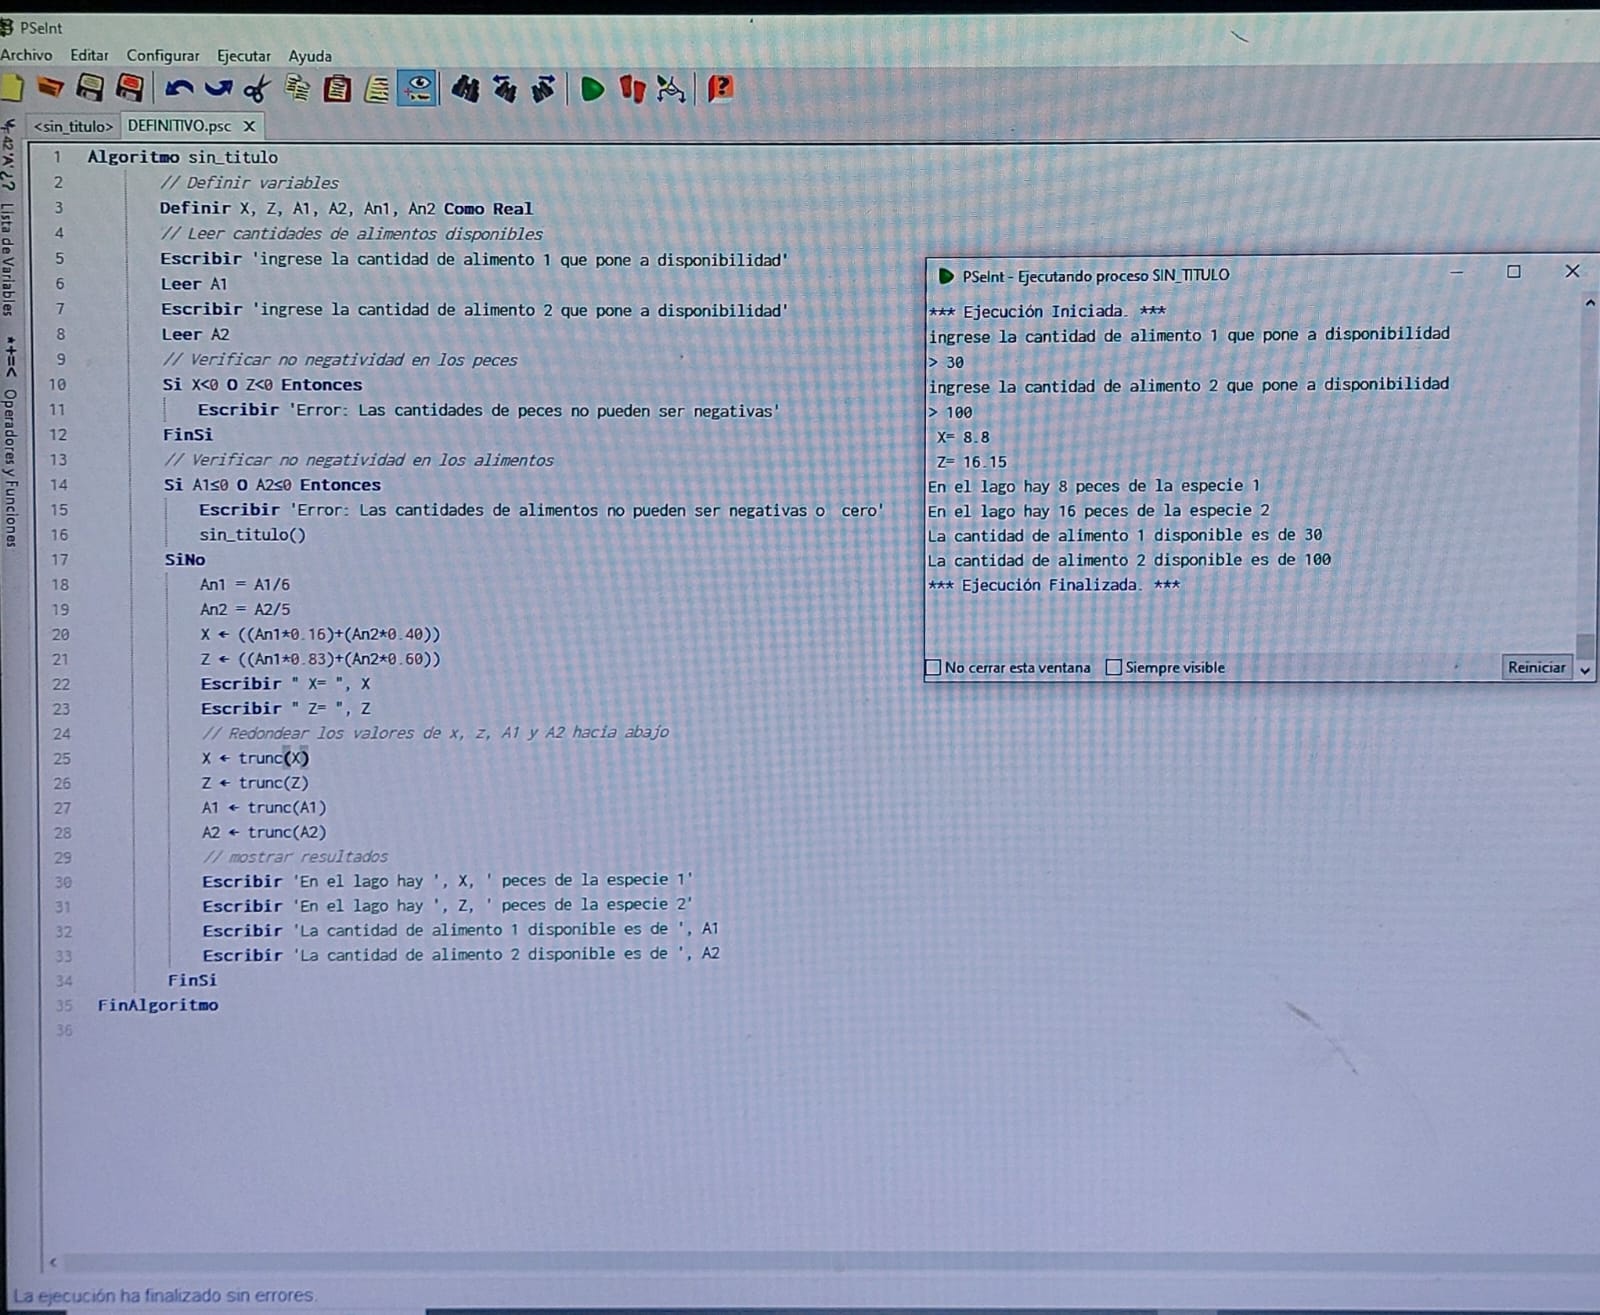 PSeInt
Archivo Editar Configurar Ejecutar Ayuda
<sin_titulo> DEFINITIVO.psc X
Lista de Variables
*+=< Operadores y Funciones
1 Algoritmo sin_titulo
2 // Definir variables
3 Definir X, Z, A1, A2, An1, An2 Como Real
4 // Leer cantidades de alimentos disponibles
5 Escribir 'ingrese la cantidad de alimento 1 que pone a disponibilidad'
6 Leer A1
7 Escribir 'ingrese la cantidad de alimento 2 que pone a disponibilidad'
8 Leer A2
9 // Verificar no negatividad en los peces
10 Si X<0 O Z<0 Entonces
11 Escribir 'Error: Las cantidades de peces no pueden ser negativas'
12 FinSi
13 // Verificar no negatividad en los alimentos
14 Si A1≤0 O A2≤0 Entonces
15 Escribir 'Error: Las cantidades de alimentos no pueden ser negativas o  cero'
16 sin_titulo()
17 SiNo
18 An1 = A1/6
19 An2 = A2/5
20 X ← ((An1*0.16)+(An2*0.40))
21 Z ← ((An1*0.83)+(An2*0.60))
22 Escribir " X= ", X
23 Escribir " Z= ", Z
24 // Redondear los valores de x, z, A1 y A2 hacia abajo
25 X ← trunc(X)
26 Z ← trunc(Z)
27 A1 ← trunc(A1)
28 A2 ← trunc(A2)
29 // mostrar resultados
30 Escribir 'En el lago hay ', X, ' peces de la especie 1'
31 Escribir 'En el lago hay ', Z, ' peces de la especie 2'
32 Escribir 'La cantidad de alimento 1 disponible es de ', A1
33 Escribir 'La cantidad de alimento 2 disponible es de ', A2
34 FinSi
35 FinAlgoritmo
36
PSeInt - Ejecutando proceso SIN_TITULO
*** Ejecución Iniciada. ***
ingrese la cantidad de alimento 1 que pone a disponibilidad
> 30
ingrese la cantidad de alimento 2 que pone a disponibilidad
> 100
X= 8.8
Z= 16.15
En el lago hay 8 peces de la especie 1
En el lago hay 16 peces de la especie 2
La cantidad de alimento 1 disponible es de 30
La cantidad de alimento 2 disponible es de 100
*** Ejecución Finalizada. ***
No cerrar esta ventana Siempre visible Reiniciar
La ejecución ha finalizado sin errores.